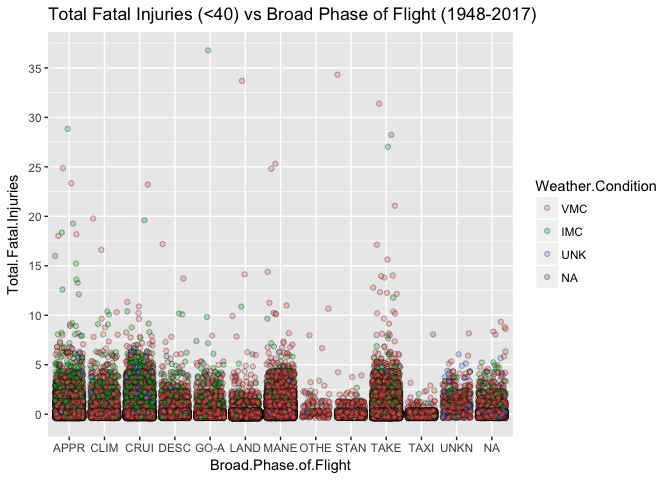 Total Fatal Injuries (<40) vs Broad Phase of Flight (1948-2017)
35
30
25
20
15
10
5
0
Total.Fatal.Injuries
APPR CLIM CRUI DESC GO-A LAND MANE OTHE STAN TAKE TAXI UNKN NA
Broad.Phase.of.Flight
Weather.Condition
VMC
IMC
UNK
NA